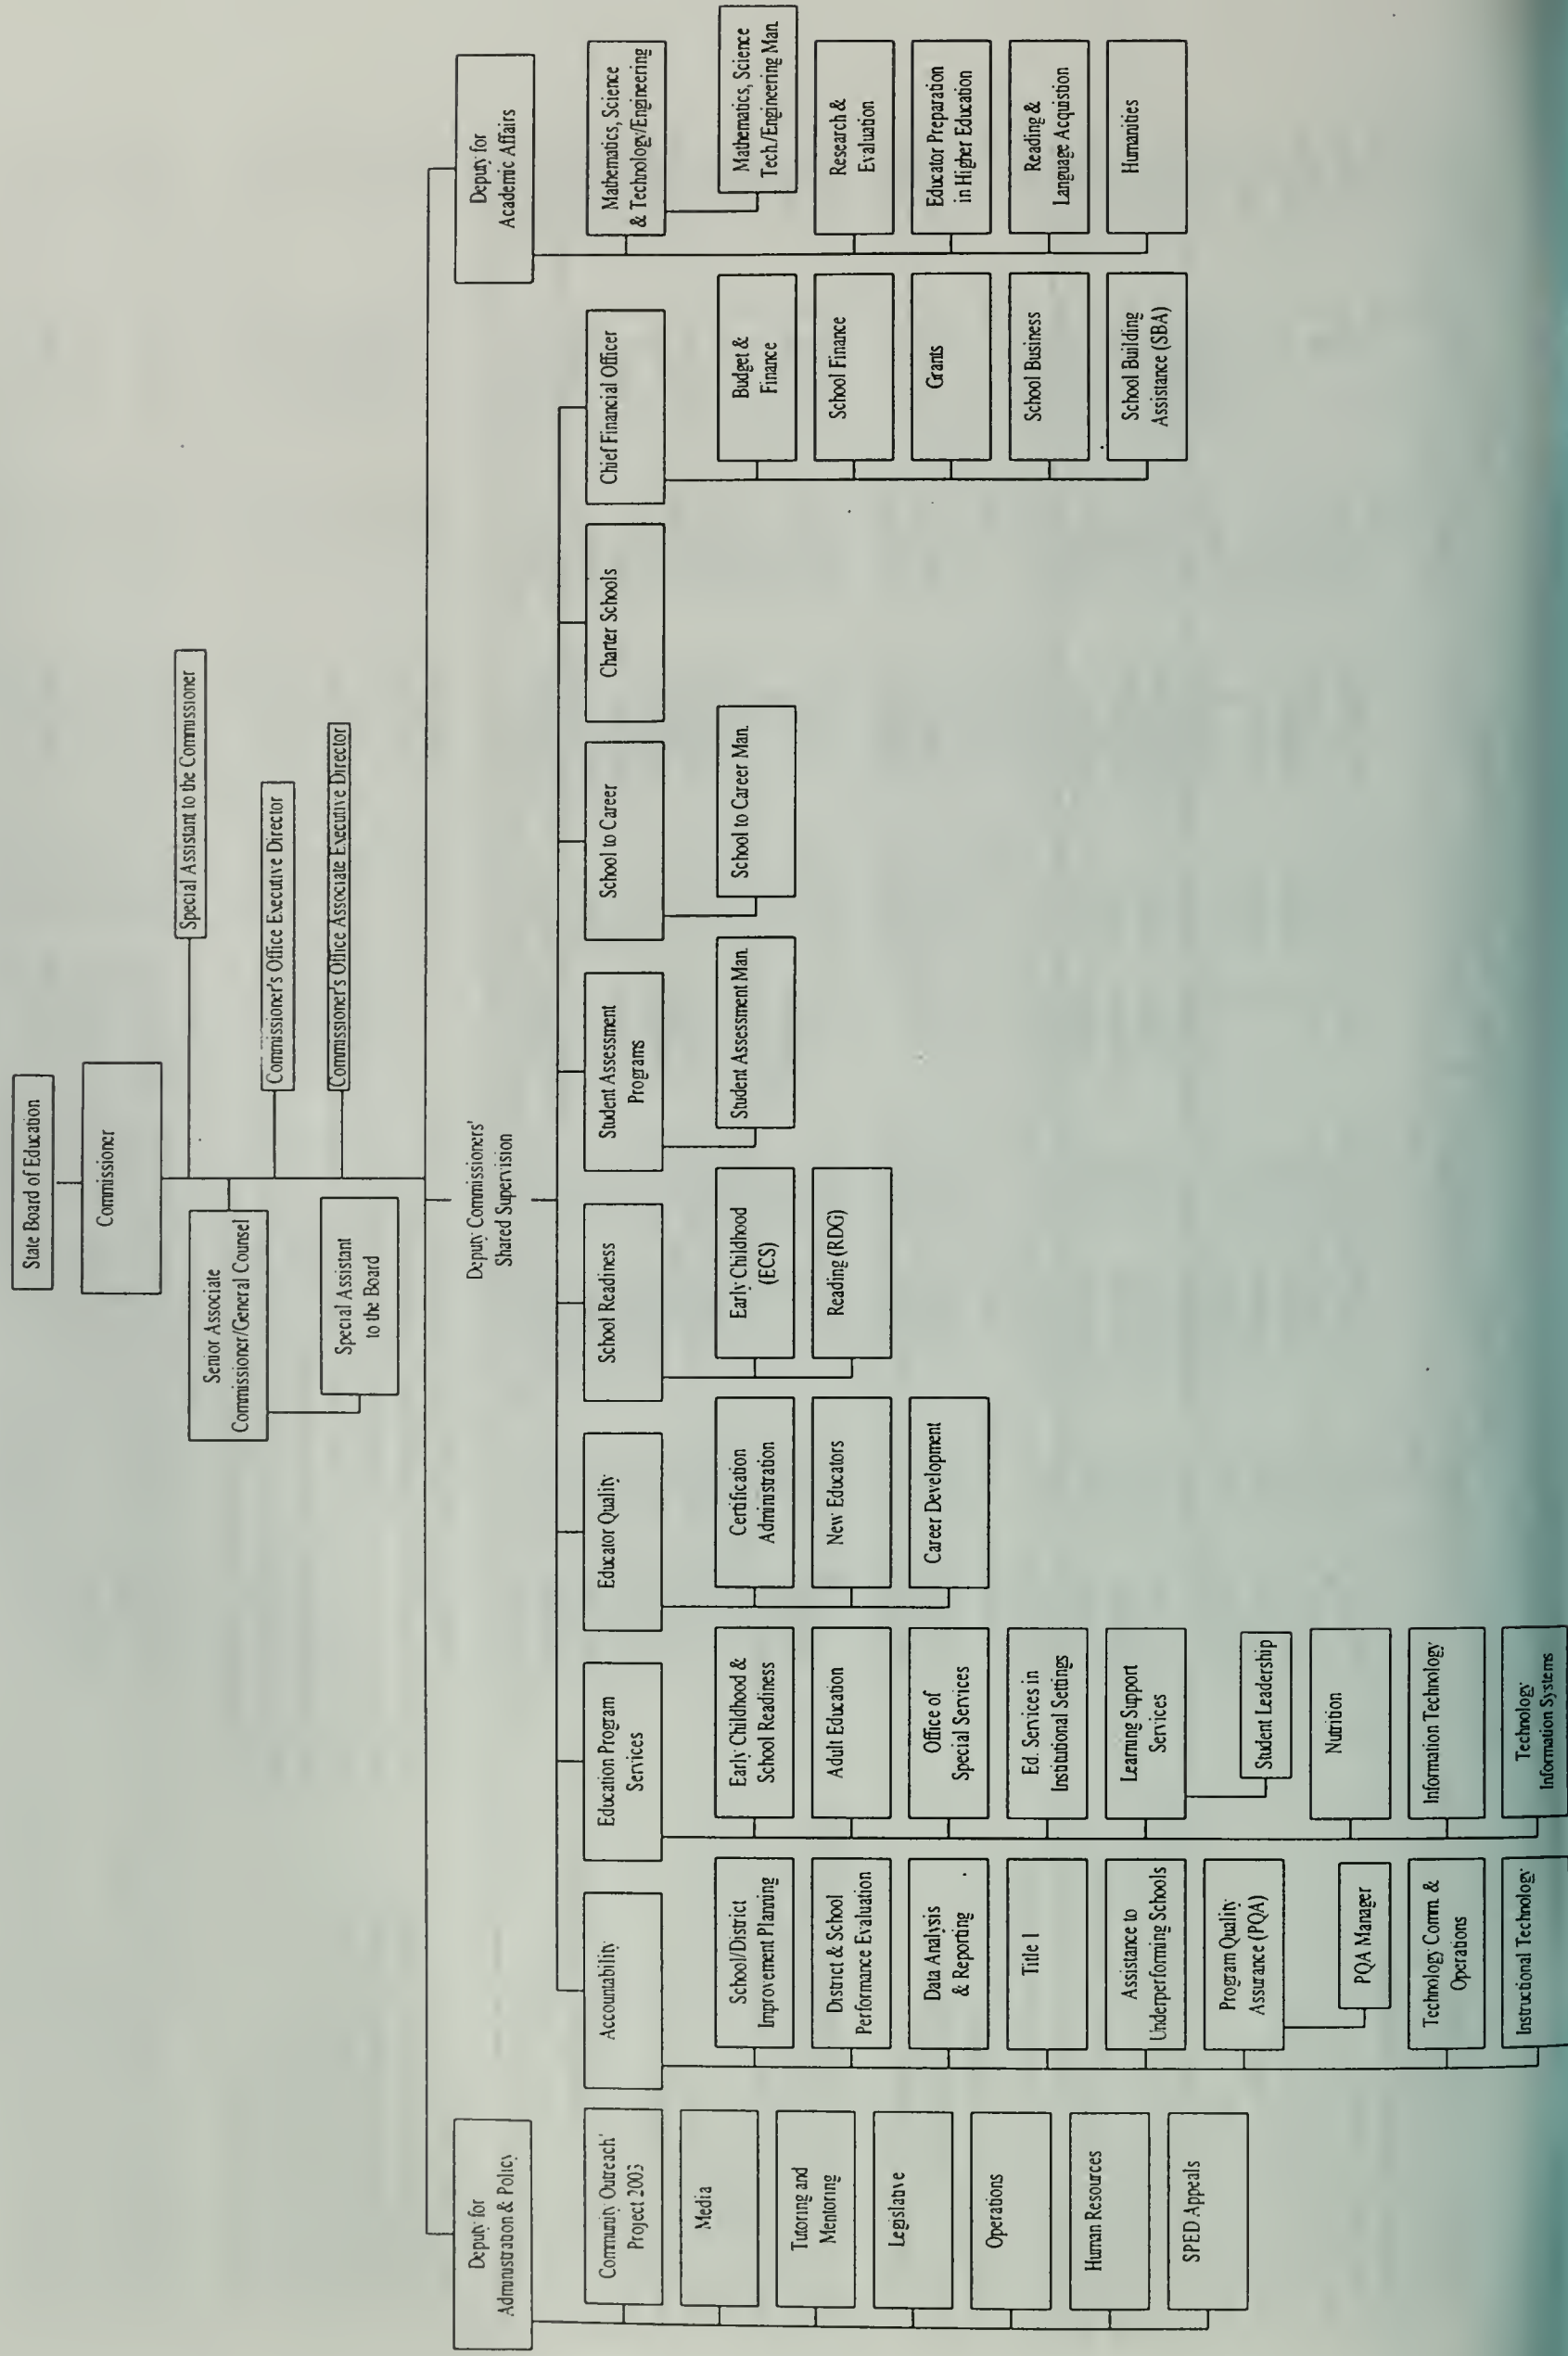 State Board of Education
Commissioner
Special Assistant to the Commissioner
Senior Associate
Commissioner/General Counsel
Commissioner's Office Executive Director
Special Assistant
to the Board
Commissioner's Office Associate Executive Director
Deputy for
Administration & Policy
Deputy Commissioners'
Shared Supervision
Deputy for
Academic Affairs
Community Outreach/
Project 2003
Media
Tutoring and
Mentoring
Legislative
Operations
Human Resources
SPED Appeals
Accountability
School/District
Improvement Planning
District & School
Performance Evaluation
Data Analysis
& Reporting
Title I
Assistance to
Underperforming Schools
Program Quality
Assurance (PQA)
PQA Manager
Technology Comm. &
Operations
Instructional Technology
Education Program
Services
Early Childhood &
School Readiness
Adult Education
Office of
Special Services
Ed. Services in
Institutional Settings
Learning Support
Services
Student Leadership
Nutrition
Information Technology
Technology
Information Systems
Educator Quality
Certification
Administration
New Educators
Career Development
School Readiness
Early Childhood
(ECS)
Reading (RDG)
Student Assessment
Programs
Student Assessment Man.
School to Career
School to Career Man.
Charter Schools
Chief Financial Officer
Budget &
Finance
School Finance
Grants
School Business
School Building
Assistance (SBA)
Mathematics, Science
& Technology/Engineering
Mathematics, Science
Tech./Engineering Man.
Research &
Evaluation
Educator Preparation
in Higher Education
Reading &
Language Acquistion
Humanities